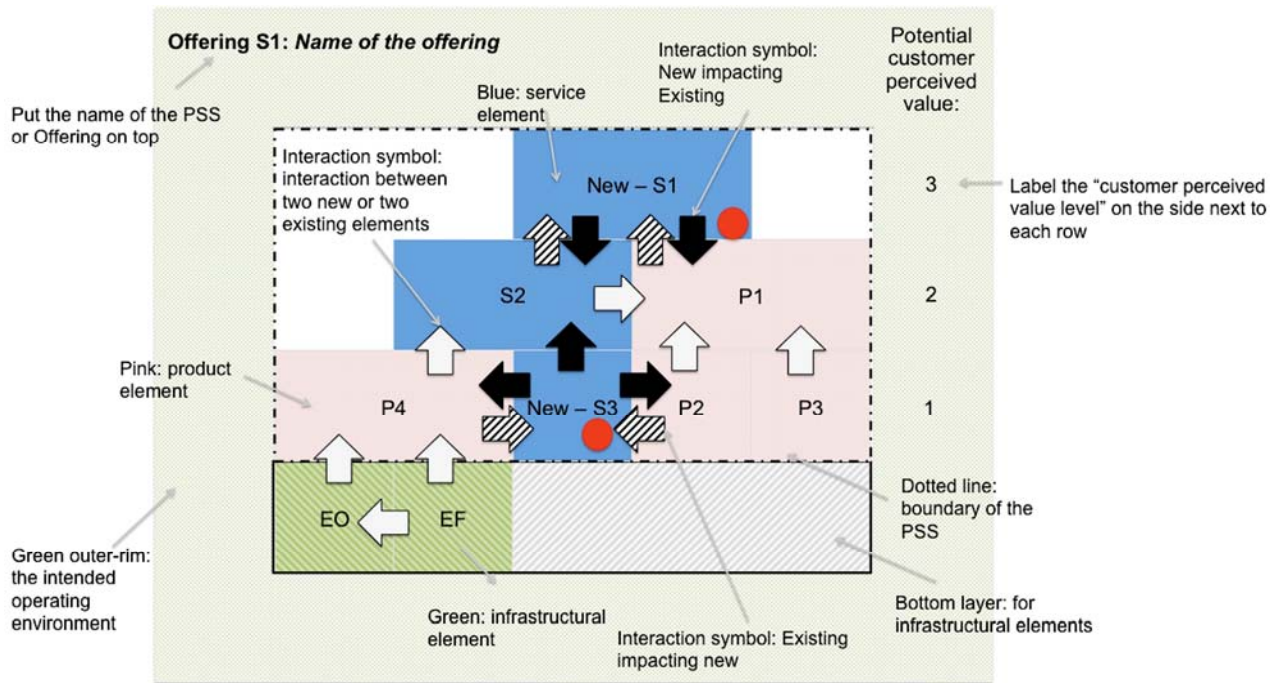 Offering S1: Name of the offering
Potential
customer
perceived
value:
Put the name of the PSS
or Offering on top
Blue: service
element
Interaction symbol:
New impacting
Existing
Interaction symbol:
interaction between
two new or two
existing elements
New – S1
3
Label the “customer perceived
value level” on the side next to
each row
S2
P1
2
Pink: product
element
P4
New – S3
P2
P3
1
Dotted line:
boundary of the
PSS
EO
EF
Green outer-rim:
the intended
operating
environment
Green: infrastructural
element
Interaction symbol: Existing
impacting new
Bottom layer: for
infrastructural elements